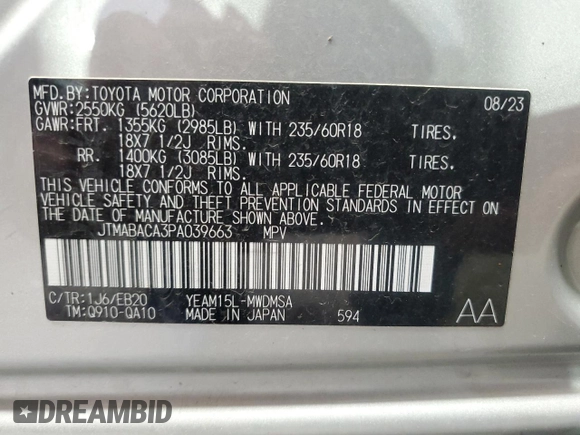 MFD.BY:TOYOTA MOTOR CORPORATION 08/23
GVWR:2550KG (5620LB)
GAWR:FRT. 1355KG (2985LB) WITH 235/60R18 TIRES.
18X7 1/2J RIMS.
RR. 1400KG (3085LB) WITH 235/60R18 TIRES.
18X7 1/2J RIMS.
THIS VEHICLE CONFORMS TO ALL APPLICABLE FEDERAL MOTOR
VEHICLE SAFETY AND THEFT PREVENTION STANDARDS IN EFFECT ON
THE DATE OF MANUFACTURE SHOWN ABOVE.
JTMABACA3PA039663 MPV
C/TR:1J6/EB20 YEAM15L-MWDMSA
TM:Q910-QA10 MADE IN JAPAN 594 AA
DREAMBID